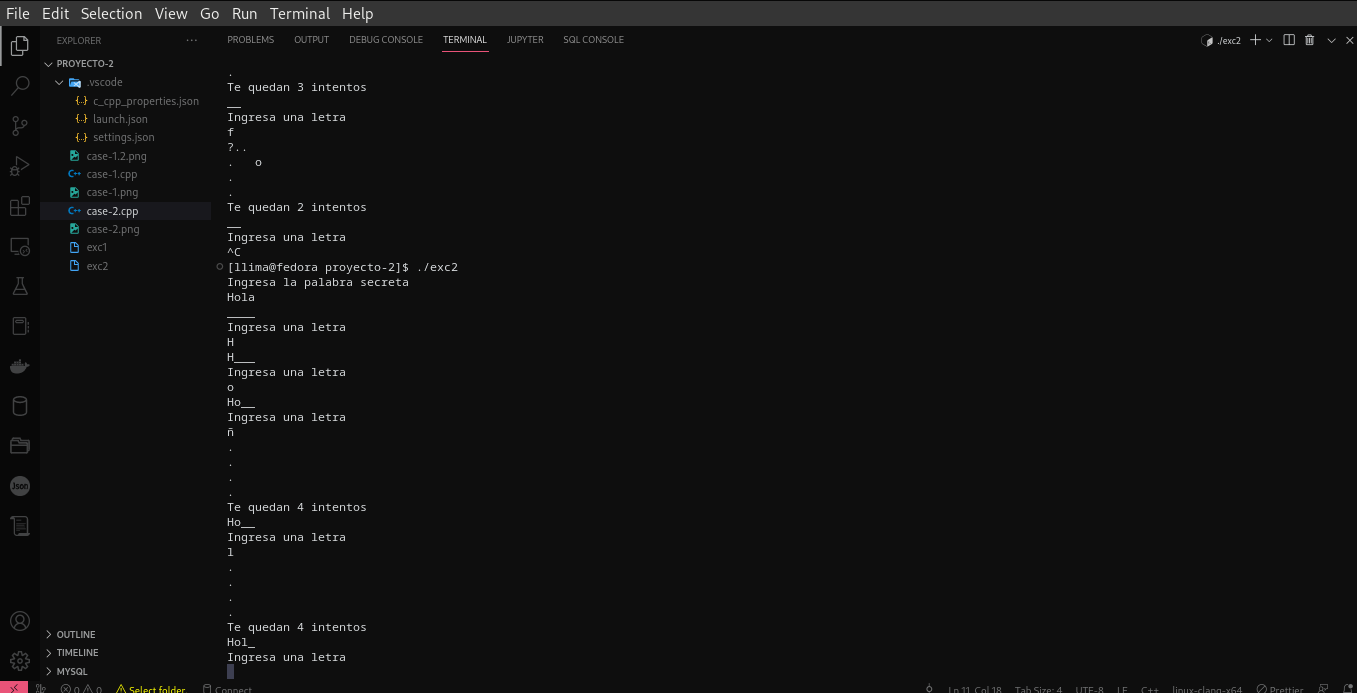 File Edit Selection View Go Run Terminal Help
EXPLORER ...
PROBLEMS OUTPUT DEBUG CONSOLE TERMINAL JUPYTER SQL CONSOLE
./exc2
PROYECTO-2
.vscode
{..} c_cpp_properties.json
{..} launch.json
{..} settings.json
case-1.2.png
C++ case-1.cpp
case-1.png
C++ case-2.cpp
case-2.png
exc1
exc2
Json
OUTLINE
TIMELINE
MYSQL
.
Te quedan 3 intentos
__
Ingresa una letra
f
?..
.   o
.
.
Te quedan 2 intentos
__
Ingresa una letra
^C
[llima@fedora proyecto-2]$ ./exc2
Ingresa la palabra secreta
Hola
____
Ingresa una letra
H
H___
Ingresa una letra
o
Ho__
Ingresa una letra
ñ
.
.
.
.
Te quedan 4 intentos
Ho__
Ingresa una letra
l
.
.
.
.
Te quedan 4 intentos
Hol_
Ingresa una letra
0 0 Select folder. Connect Ln 11, Col 18 Tab Size: 4 UTF-8 LF C++ linux-clang-x64 Prettier